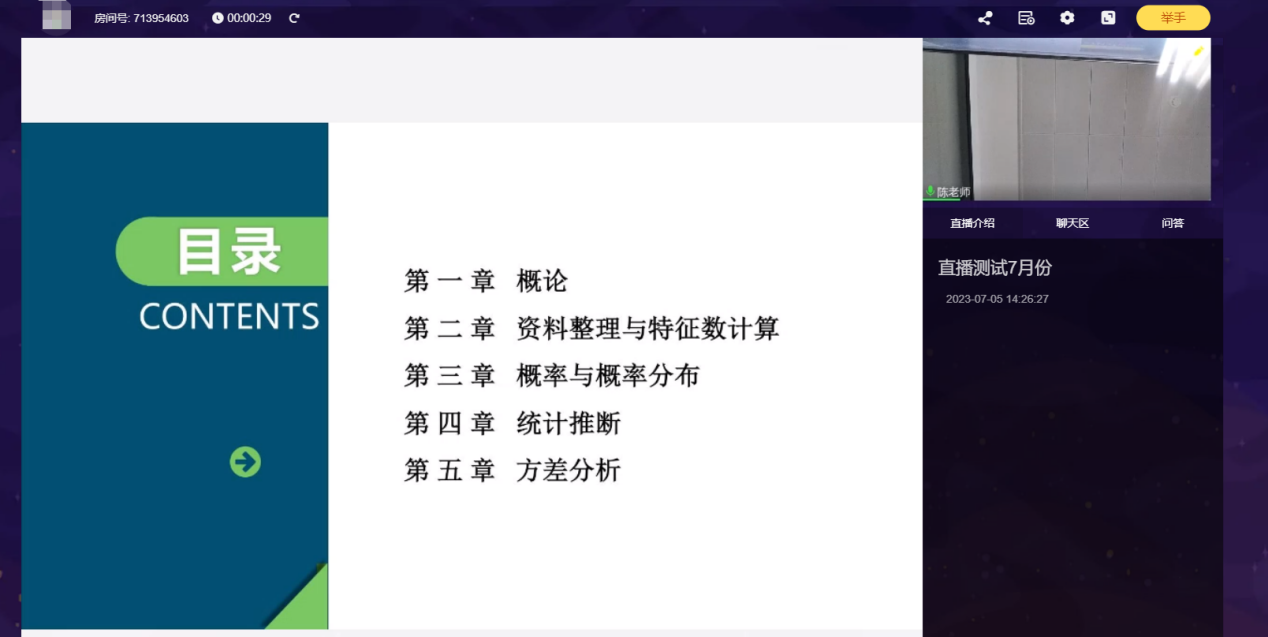 房间号: 713954603 00:00:29 举手
目录
CONTENTS
第一章 概论
第二章 资料整理与特征数计算
第三章 概率与概率分布
第四章 统计推断
第五章 方差分析
陈老师
直播介绍 聊天区 问答
直播测试7月份
2023-07-05 14:26:27